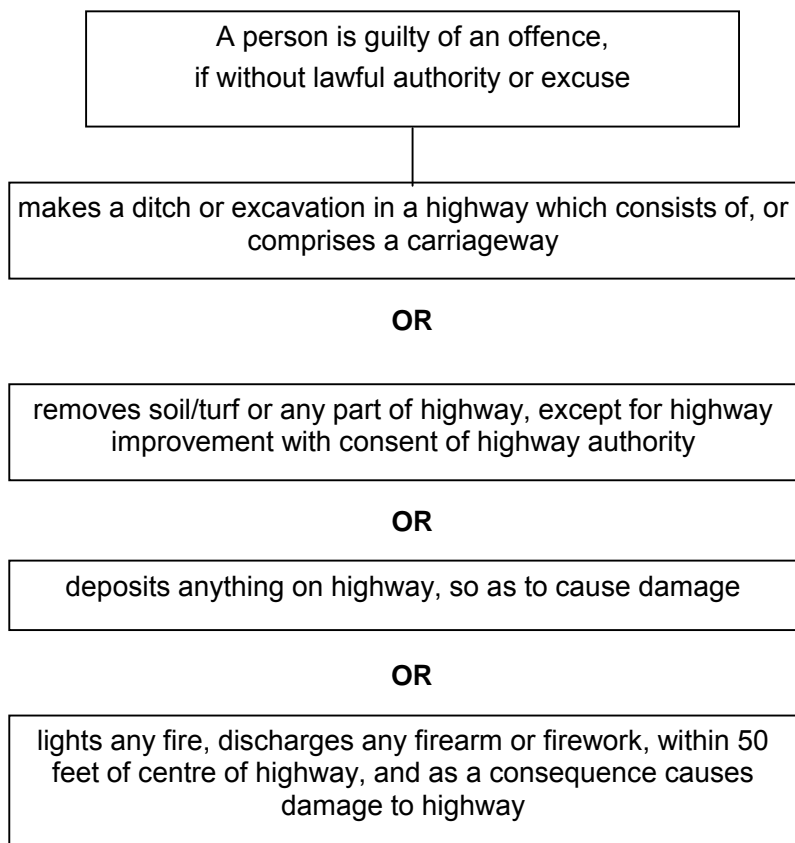 A person is guilty of an offence,
if without lawful authority or excuse
makes a ditch or excavation in a highway which consists of, or
comprises a carriageway
OR
removes soil/turf or any part of highway, except for highway
improvement with consent of highway authority
OR
deposits anything on highway, so as to cause damage
OR
lights any fire, discharges any firearm or firework, within 50
feet of centre of highway, and as a consequence causes
damage to highway